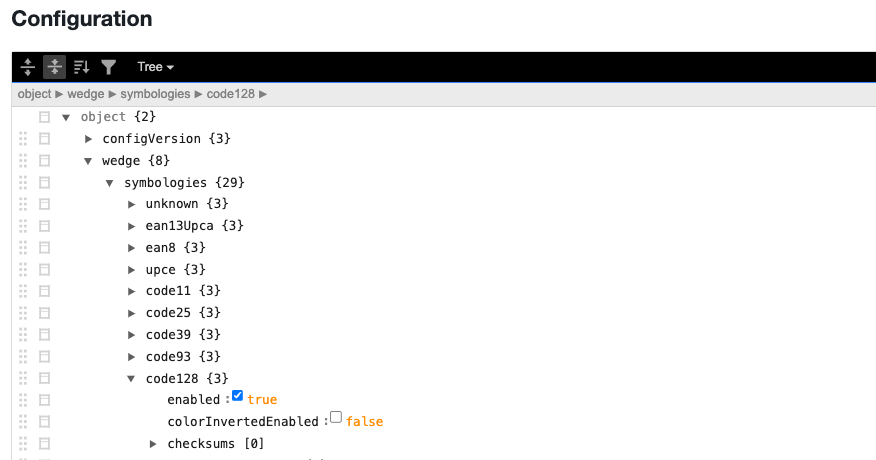 Configuration
Tree
object ▶ wedge ▶ symbologies ▶ code128 ▶
object {2}
configVersion {3}
wedge {8}
symbologies {29}
unknown {3}
ean13Upca {3}
ean8 {3}
upce {3}
code11 {3}
code25 {3}
code39 {3}
code93 {3}
code128 {3}
enabled : true
colorInvertedEnabled : false
checksums [0]